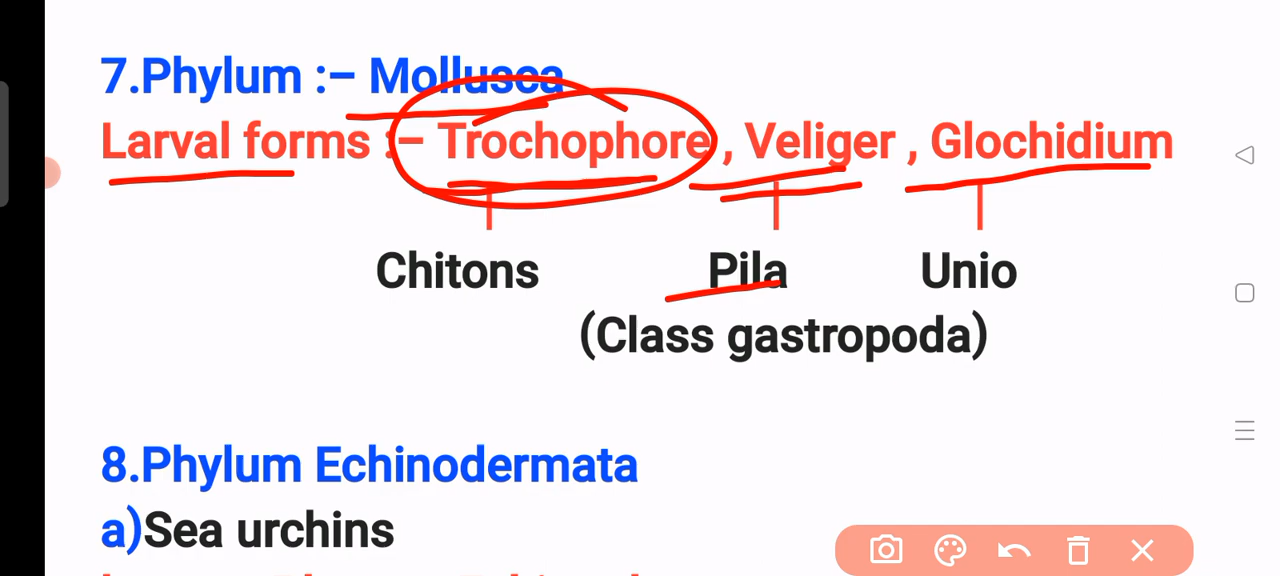 7.Phylum :– Mollusca
Larval forms :– Trochophore , Veliger , Glochidium
Chitons Pila Unio
(Class gastropoda)
8.Phylum Echinodermata
a)Sea urchins